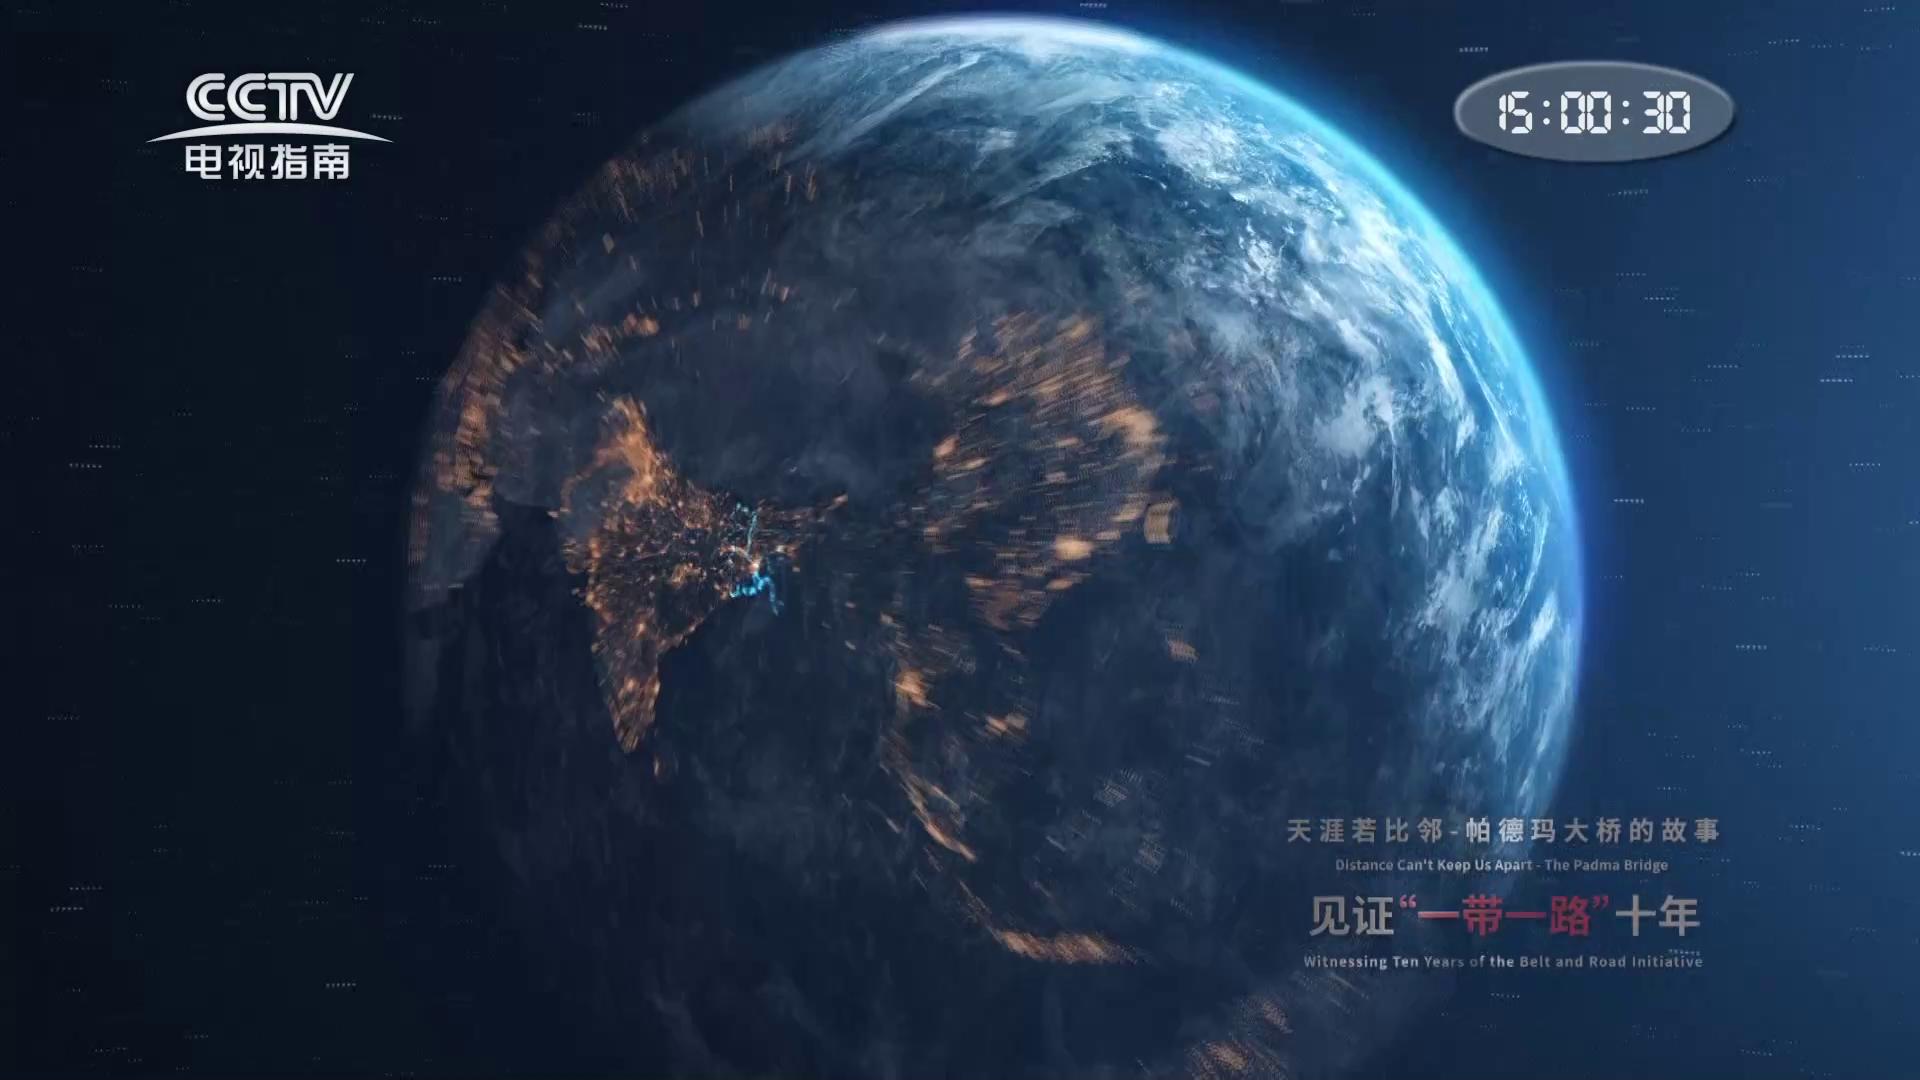 CCTV
电视指南
15:00:30
天涯若比邻-帕德玛大桥的故事
Distance Can't Keep Us Apart - The Padma Bridge
见证“一带一路”十年
Witnessing Ten Years of the Belt and Road Initiative